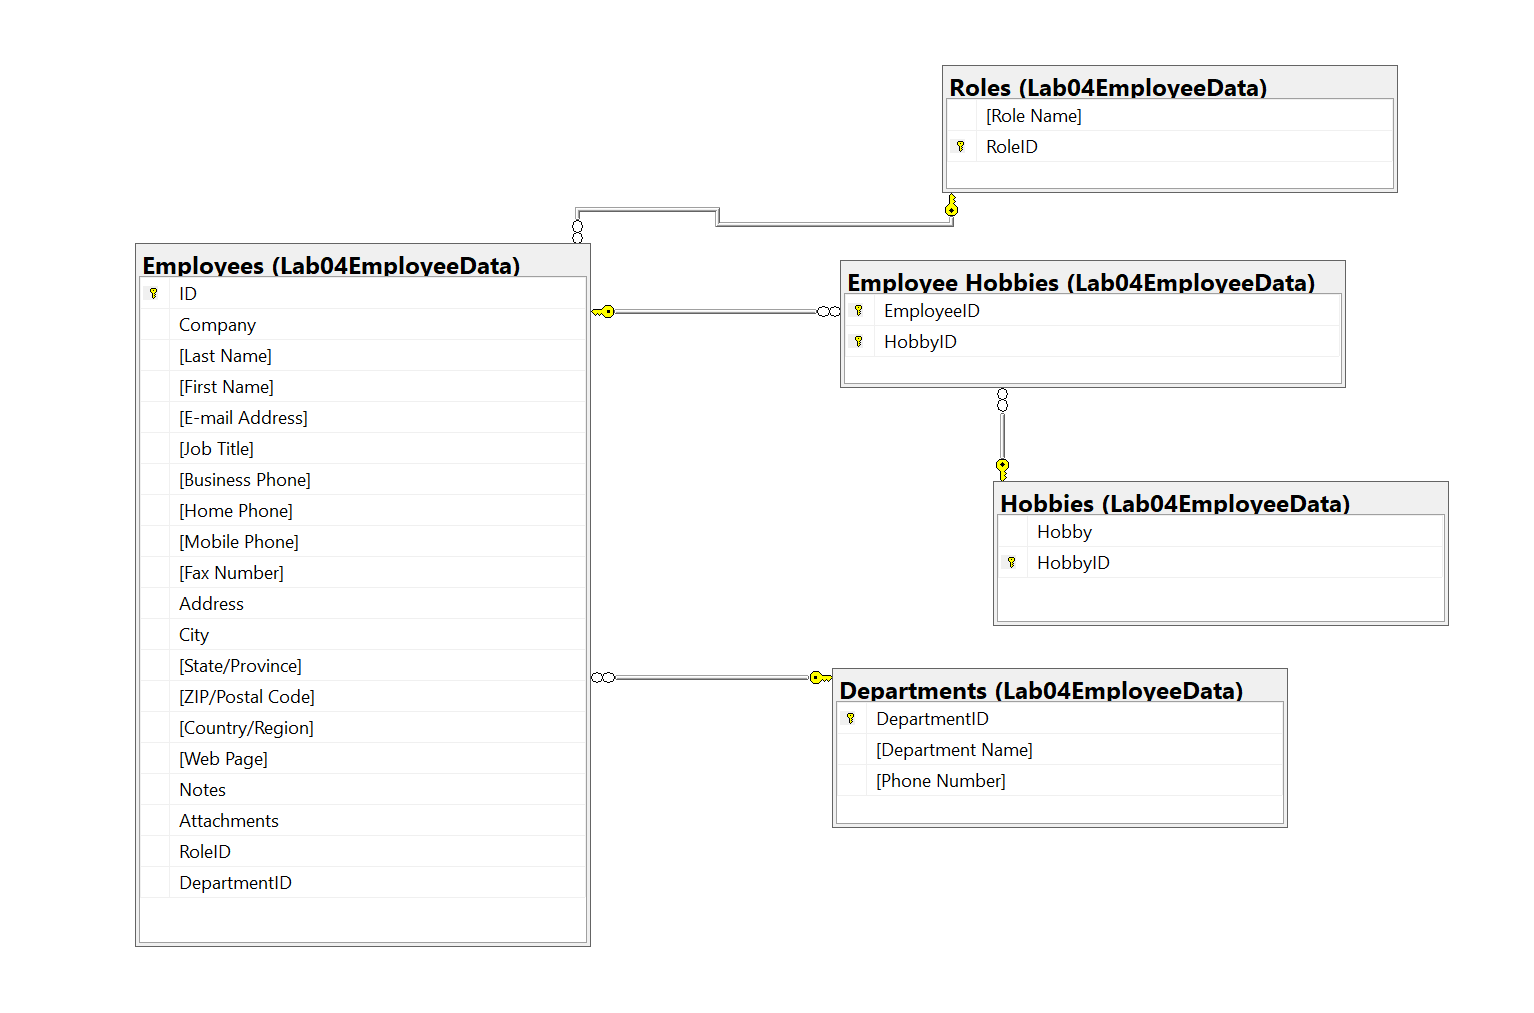 Roles (Lab04EmployeeData)
[Role Name]
RoleID
Employees (Lab04EmployeeData)
ID
Company
[Last Name]
[First Name]
[E-mail Address]
[Job Title]
[Business Phone]
[Home Phone]
[Mobile Phone]
[Fax Number]
Address
City
[State/Province]
[ZIP/Postal Code]
[Country/Region]
[Web Page]
Notes
Attachments
RoleID
DepartmentID
Employee Hobbies (Lab04EmployeeData)
EmployeeID
HobbyID
Hobbies (Lab04EmployeeData)
Hobby
HobbyID
Departments (Lab04EmployeeData)
DepartmentID
[Department Name]
[Phone Number]